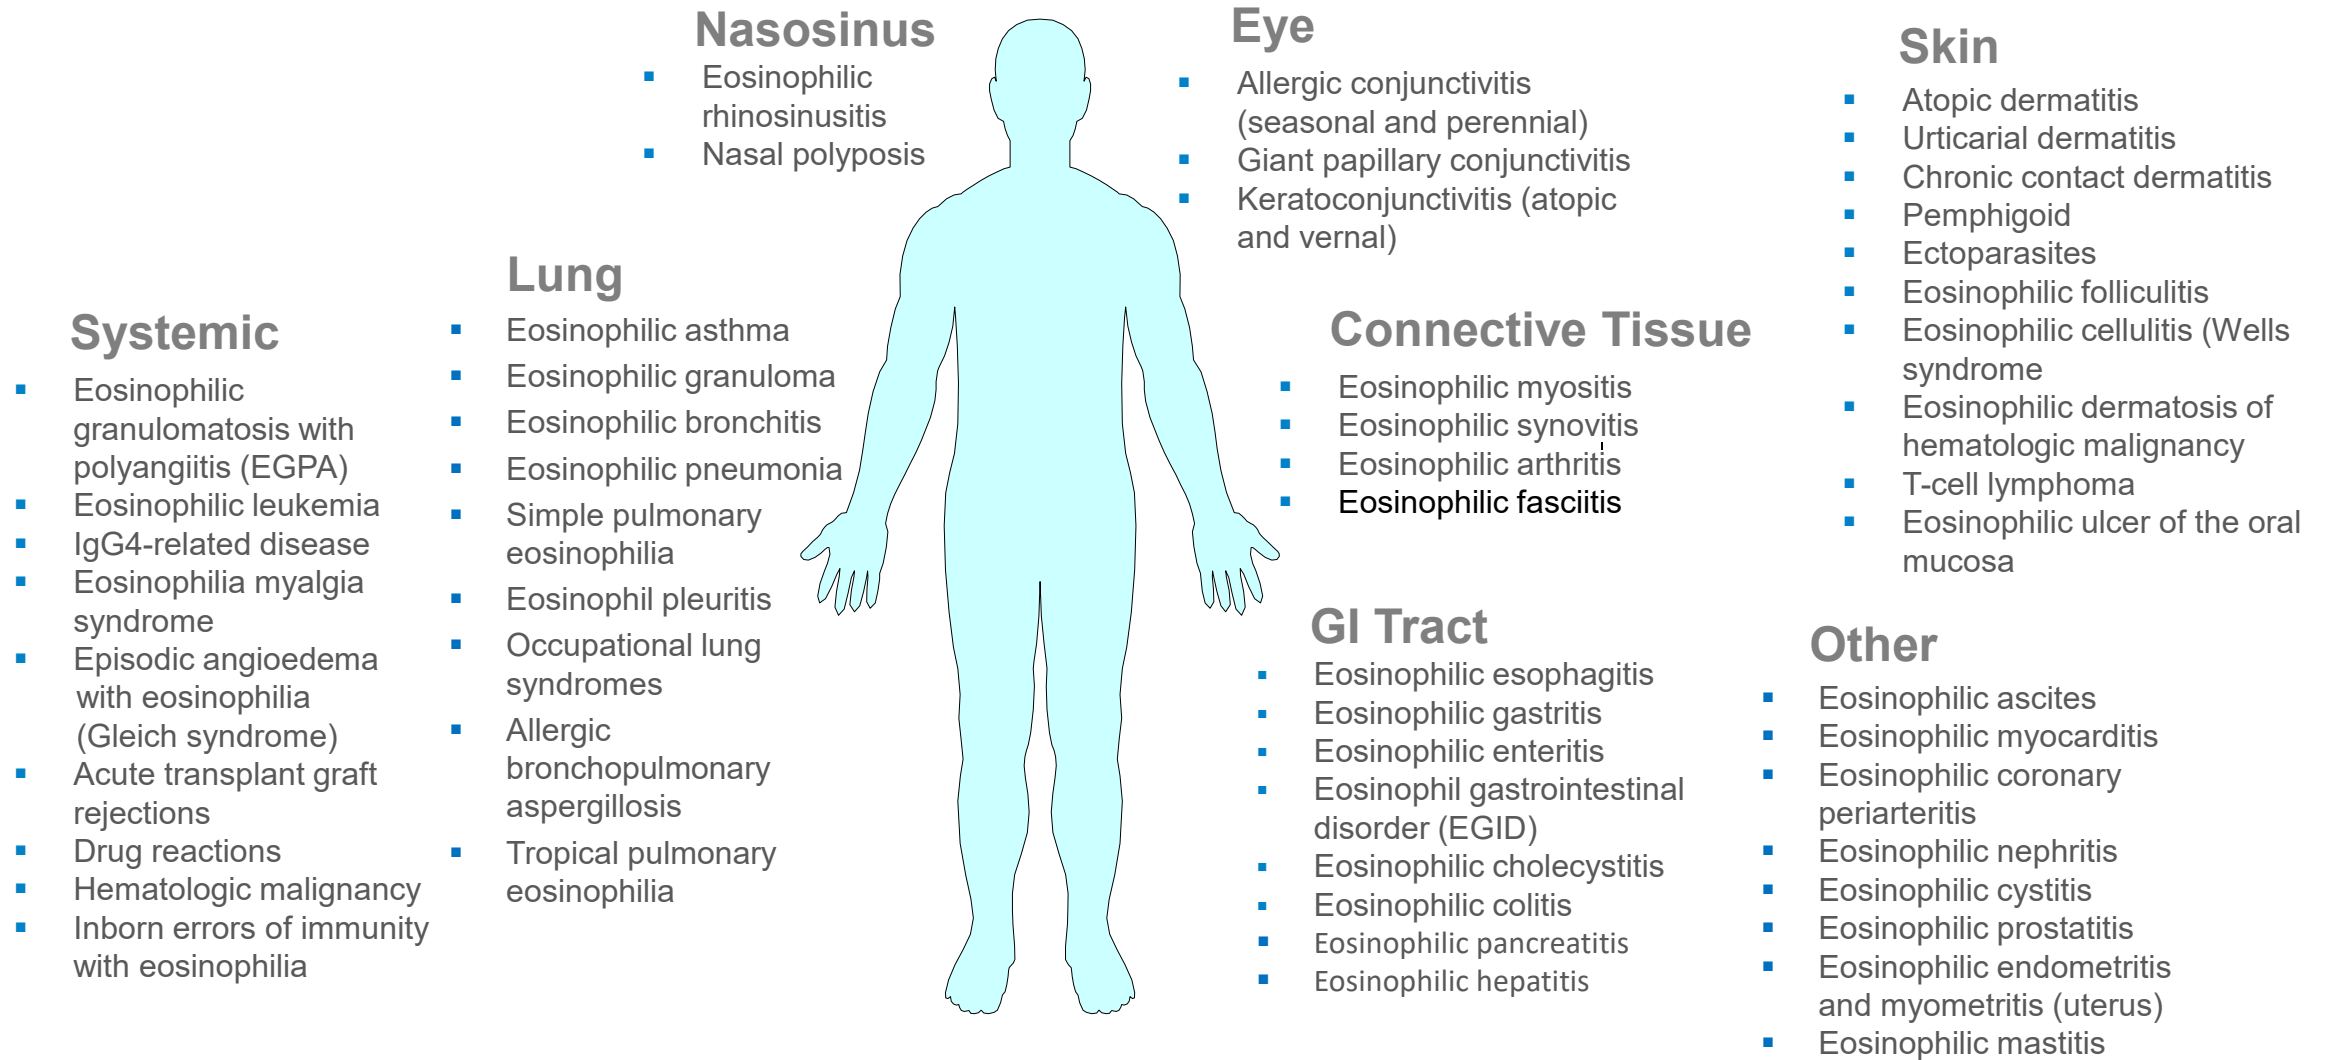 Nasosinus
Eosinophilic
rhinosinusitis
Nasal polyposis
Eye
Allergic conjunctivitis
(seasonal and perennial)
Giant papillary conjunctivitis
Keratoconjunctivitis (atopic
and vernal)
Skin
Atopic dermatitis
Urticarial dermatitis
Chronic contact dermatitis
Pemphigoid
Ectoparasites
Eosinophilic folliculitis
Eosinophilic cellulitis (Wells
syndrome
Eosinophilic dermatosis of
hematologic malignancy
T-cell lymphoma
Eosinophilic ulcer of the oral
mucosa
Systemic
Eosinophilic
granulomatosis with
polyangiitis (EGPA)
Eosinophilic leukemia
IgG4-related disease
Eosinophilia myalgia
syndrome
Episodic angioedema
with eosinophilia
(Gleich syndrome)
Acute transplant graft
rejections
Drug reactions
Hematologic malignancy
Inborn errors of immunity
with eosinophilia
Lung
Eosinophilic asthma
Eosinophilic granuloma
Eosinophilic bronchitis
Eosinophilic pneumonia
Simple pulmonary
eosinophilia
Eosinophil pleuritis
Occupational lung
syndromes
Allergic
bronchopulmonary
aspergillosis
Tropical pulmonary
eosinophilia
Connective Tissue
Eosinophilic myositis
Eosinophilic synovitis
Eosinophilic arthritis
Eosinophilic fasciitis
GI Tract
Eosinophilic esophagitis
Eosinophilic gastritis
Eosinophilic enteritis
Eosinophil gastrointestinal
disorder (EGID)
Eosinophilic cholecystitis
Eosinophilic colitis
Eosinophilic pancreatitis
Eosinophilic hepatitis
Other
Eosinophilic ascites
Eosinophilic myocarditis
Eosinophilic coronary
periarteritis
Eosinophilic nephritis
Eosinophilic cystitis
Eosinophilic prostatitis
Eosinophilic endometritis
and myometritis (uterus)
Eosinophilic mastitis